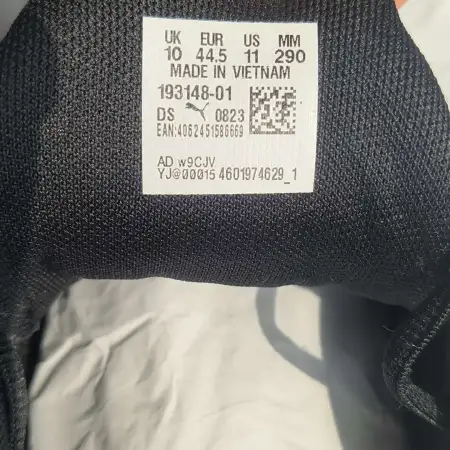 UK EUR US MM
10 44.5 11 290
MADE IN VIETNAM
193148-01
DS 0823
EAN:4062451586669
AD w9CJV
YJ@00015 4601974629_1